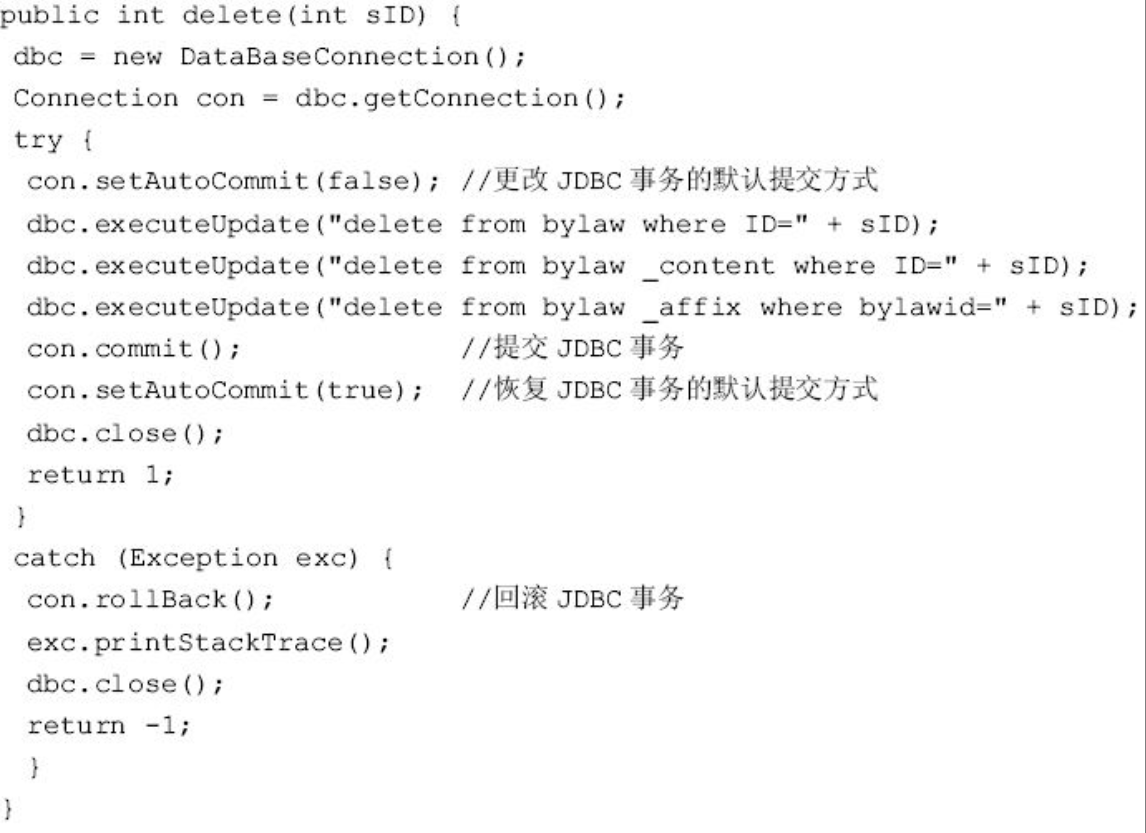 public int delete(int sID) {
dbc = new DataBaseConnection();
Connection con = dbc.getConnection();
try {
con.setAutoCommit(false); //更改 JDBC 事务的默认提交方式
dbc.executeUpdate("delete from bylaw where ID=" + sID);
dbc.executeUpdate("delete from bylaw _content where ID=" + sID);
dbc.executeUpdate("delete from bylaw _affix where bylawid=" + sID);
con.commit(); //提交 JDBC 事务
con.setAutoCommit(true); //恢复 JDBC 事务的默认提交方式
dbc.close();
return 1;
}
catch (Exception exc) {
con.rollBack(); //回滚 JDBC 事务
exc.printStackTrace();
dbc.close();
return -1;
}
}